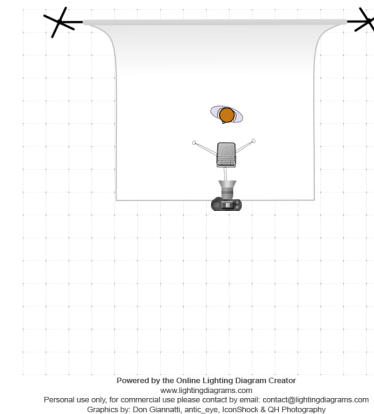 Powered by the Online Lighting Diagram Creator
www.lightingdiagrams.com
Personal use only, for commercial use please contact by email: contact@lightingdiagrams.com
Graphics by: Don Giannatti, antic_eye, IconShock & QH Photography